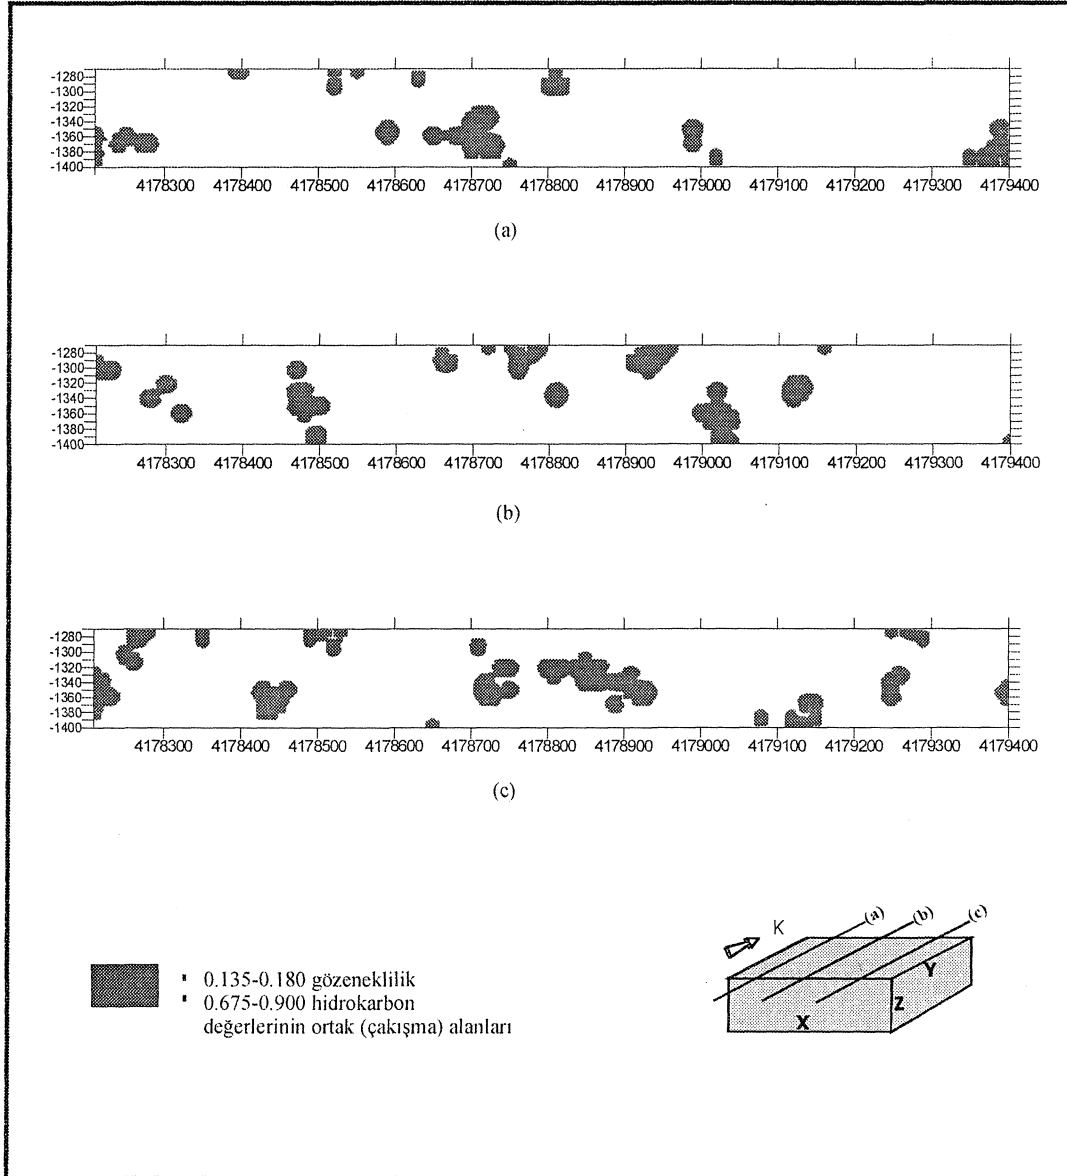 -1280
-1300
-1320
-1340
-1360
-1380
-1400
4178300 4178400 4178500 4178600 4178700 4178800 4178900 4179000 4179100 4179200 4179300 4179400
(a)
-1280
-1300
-1320
-1340
-1360
-1380
-1400
4178300 4178400 4178500 4178600 4178700 4178800 4178900 4179000 4179100 4179200 4179300 4179400
(b)
-1280
-1300
-1320
-1340
-1360
-1380
-1400
4178300 4178400 4178500 4178600 4178700 4178800 4178900 4179000 4179100 4179200 4179300 4179400
(c)
0.135-0.180 gözeneklilik
0.675-0.900 hidrokarbon
değerlerinin ortak (çakışma) alanları
K
(a) (b) (c)
Y
Z
X